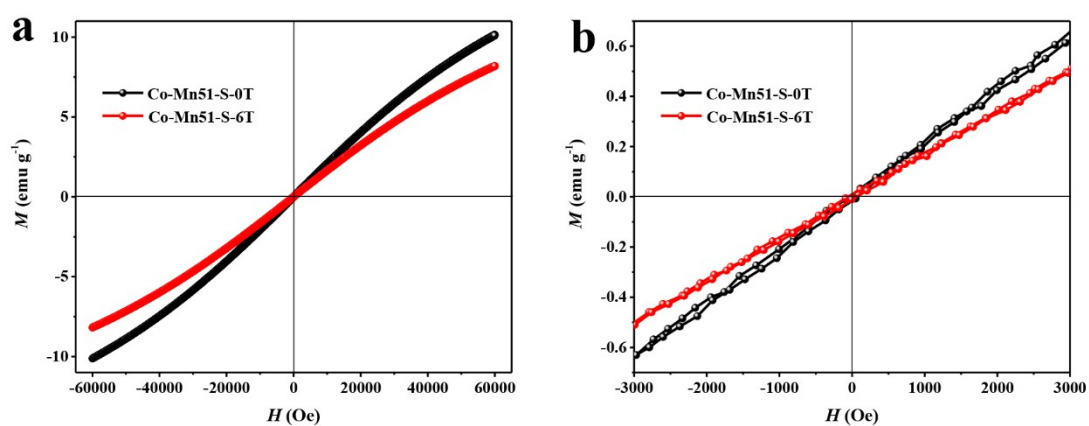 a
10
5
0
-5
-10
M (emu g⁻¹)
Co-Mn51-S-0T
Co-Mn51-S-6T
-60000 -40000 -20000 0 20000 40000 60000
H (Oe)
b
0.6
0.4
0.2
0.0
-0.2
-0.4
-0.6
M (emu g⁻¹)
Co-Mn51-S-0T
Co-Mn51-S-6T
-3000 -2000 -1000 0 1000 2000 3000
H (Oe)